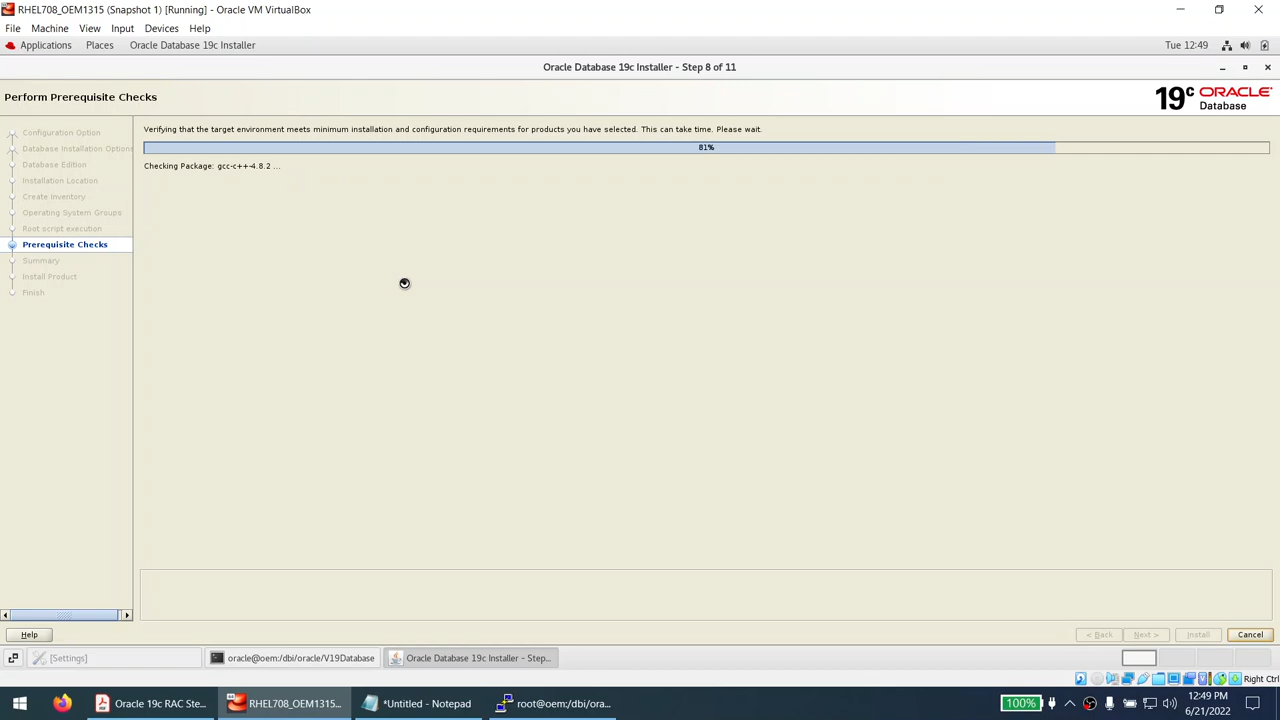 RHEL708_OEM1315 (Snapshot 1) [Running] - Oracle VM VirtualBox
File Machine View Input Devices Help
Applications Places Oracle Database 19c Installer Tue 12:49
Oracle Database 19c Installer - Step 8 of 11
Perform Prerequisite Checks
19c ORACLE Database
Configuration Option
Database Installation Options
Database Edition
Installation Location
Create Inventory
Operating System Groups
Root script execution
Prerequisite Checks
Summary
Install Product
Finish
Verifying that the target environment meets minimum installation and configuration requirements for products you have selected. This can take time. Please wait.
81%
Checking Package: gcc-c++-4.8.2 ...
Help < Back Next > Install Cancel
[Settings] oracle@oem:/dbi/oracle/V19Database Oracle Database 19c Installer - Step...
Right Ctrl
Oracle 19c RAC Ste... RHEL708_OEM1315... *Untitled - Notepad root@oem:/dbi/ora... 100% 12:49 PM
6/21/2022